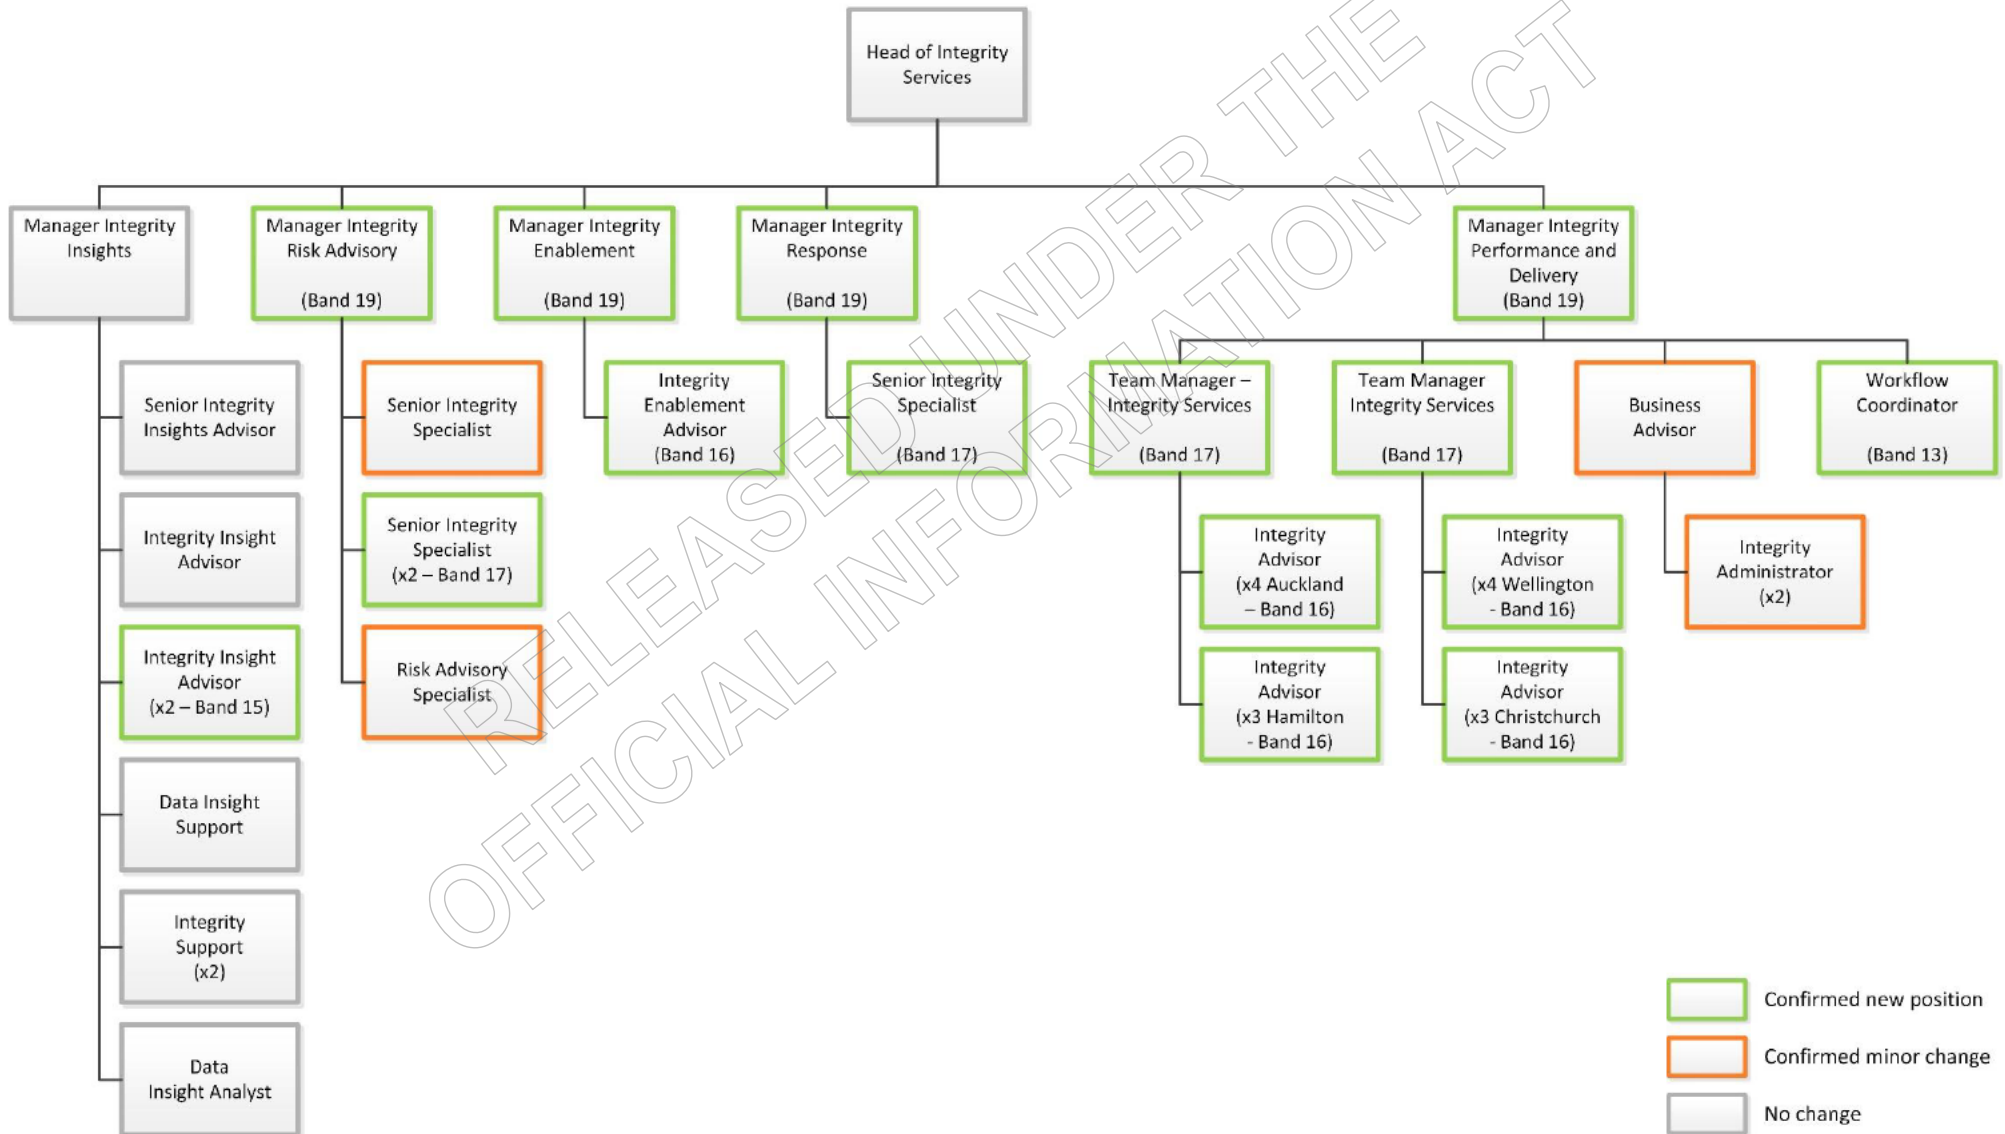 Head of Integrity
Services
Manager Integrity
Insights
Manager Integrity
Risk Advisory
(Band 19)
Manager Integrity
Enablement
(Band 19)
Manager Integrity
Response
(Band 19)
Manager Integrity
Performance and
Delivery
(Band 19)
Senior Integrity
Insights Advisor
Integrity Insight
Advisor
Integrity Insight
Advisor
(x2 – Band 15)
Data Insight
Support
Integrity
Support
(x2)
Data
Insight Analyst
Senior Integrity
Specialist
Senior Integrity
Specialist
(x2 – Band 17)
Risk Advisory
Specialist
Integrity
Enablement
Advisor
(Band 16)
Senior Integrity
Specialist
(Band 17)
Team Manager –
Integrity Services
(Band 17)
Integrity
Advisor
(x4 Auckland
– Band 16)
Integrity
Advisor
(x3 Hamilton
- Band 16)
Team Manager
Integrity Services
(Band 17)
Integrity
Advisor
(x4 Wellington
- Band 16)
Integrity
Advisor
(x3 Christchurch
- Band 16)
Business
Advisor
Integrity
Administrator
(x2)
Workflow
Coordinator
(Band 13)
RELEASED UNDER THE
OFFICIAL INFORMATION ACT
Confirmed new position
Confirmed minor change
No change